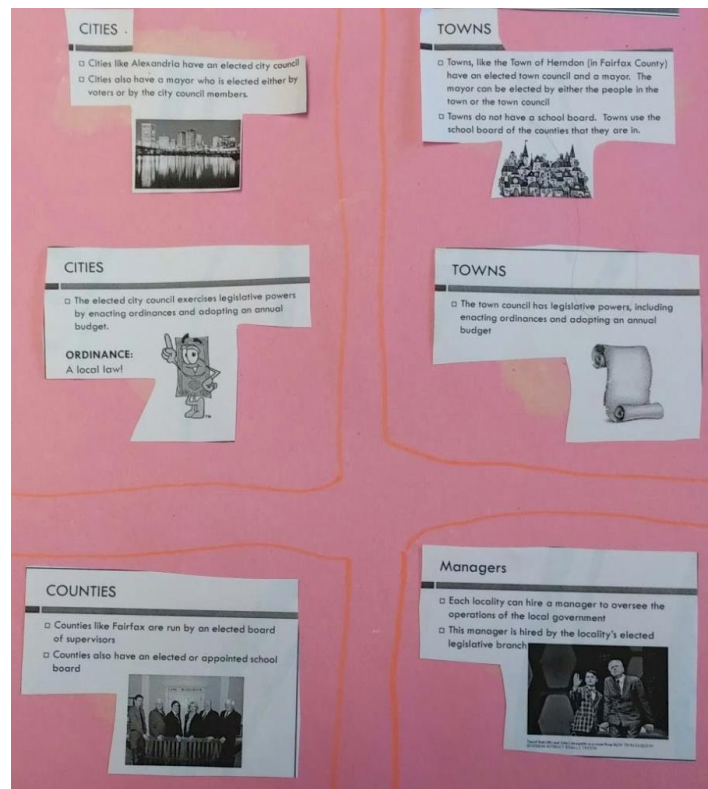 CITIES
□ Cities like Alexandria have an elected city council
□ Cities also have a mayor who is elected either by
voters or by the city council members.
TOWNS
□ Towns, like the Town of Herndon (in Fairfax County)
have an elected town council and a mayor. The
mayor can be elected by either the people in the
town or the town council
□ Towns do not have a school board. Towns use the
school board of the counties that they are in.
CITIES
□ The elected city council exercises legislative powers
by enacting ordinances and adopting an annual
budget.
ORDINANCE:
A local law!
TM
TOWNS
□ The town council has legislative powers, including
enacting ordinances and adopting an annual
budget
COUNTIES
□ Counties like Fairfax are run by an elected board
of supervisors
□ Counties also have an elected or appointed school
board
Managers
□ Each locality can hire a manager to oversee the
operations of the local government
□ This manager is hired by the locality's elected
legislative branch